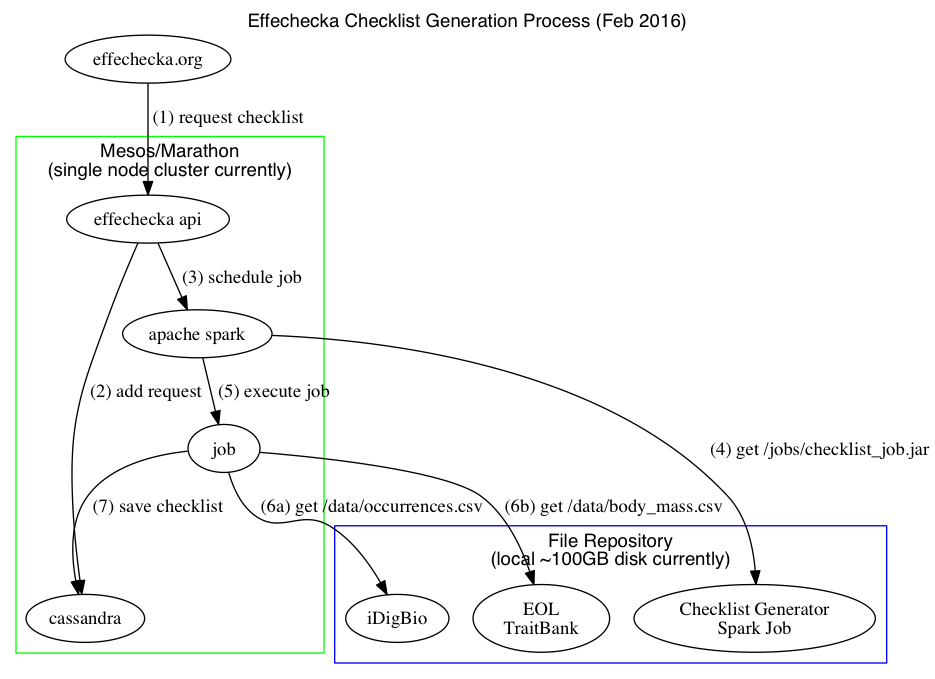 Effechecka Checklist Generation Process (Feb 2016)
effechecka.org
(1) request checklist
Mesos/Marathon
(single node cluster currently)
effechecka api
(3) schedule job
apache spark
(2) add request
(5) execute job
job
(4) get /jobs/checklist_job.jar
(7) save checklist
(6a) get /data/occurrences.csv
(6b) get /data/body_mass.csv
File Repository
(local ~100GB disk currently)
cassandra
iDigBio
EOL
TraitBank
Checklist Generator
Spark Job